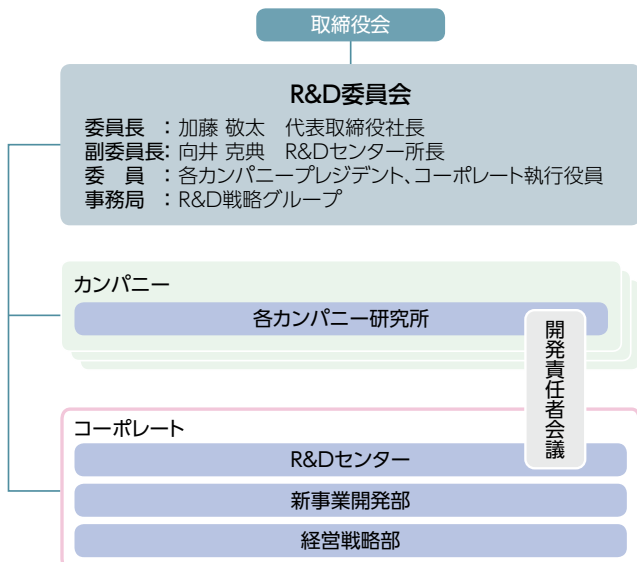 取締役会
R&D委員会
委員長 ：加藤 敬太　代表取締役社長
副委員長：向井 克典　R&Dセンター所長
委　員 ：各カンパニープレジデント、コーポレート執行役員
事務局 ：R&D戦略グループ
カンパニー
各カンパニー研究所
開発責任者会議
コーポレート
R&Dセンター
新事業開発部
経営戦略部